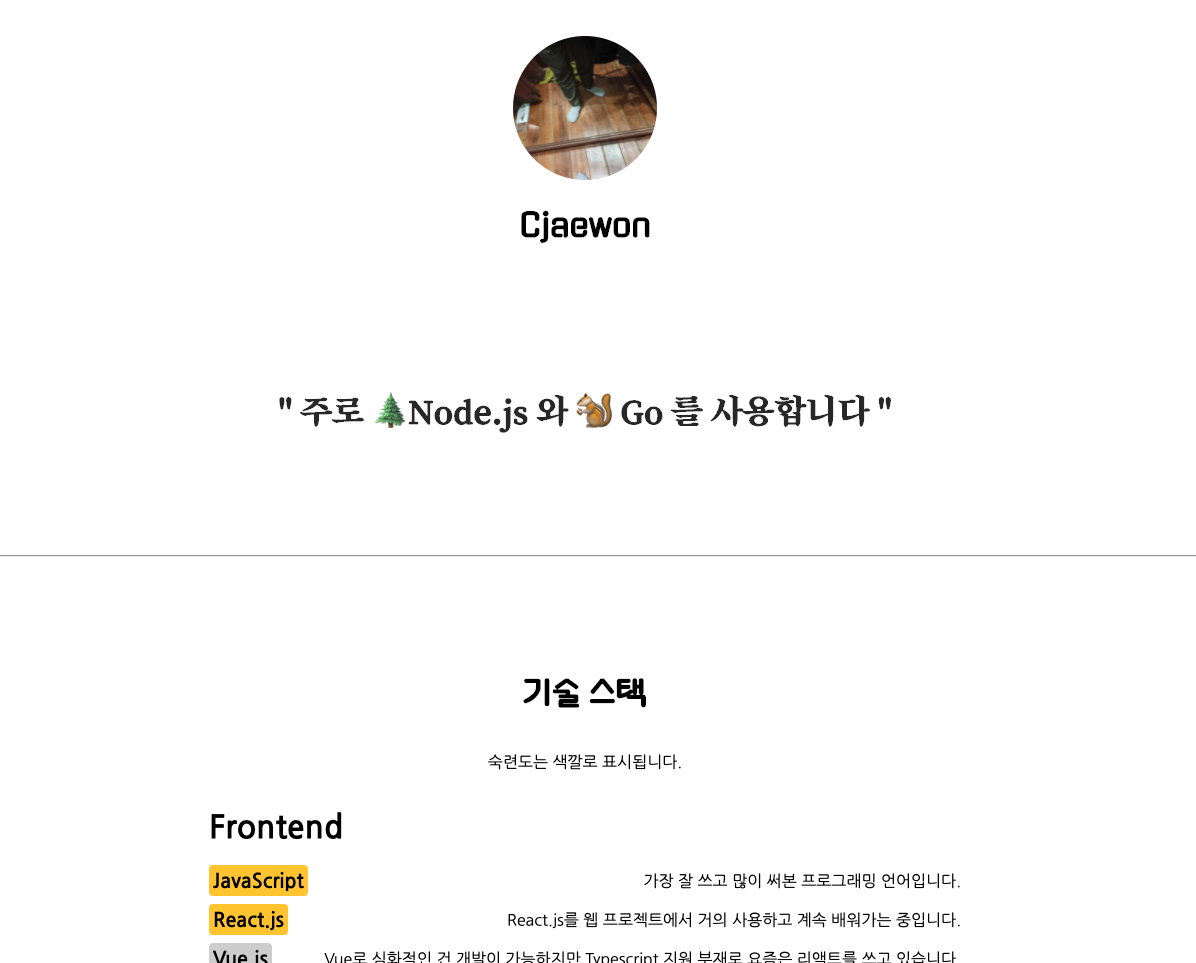 Cjaewon
" 주로 🌲Node.js 와 🐿 Go 를 사용합니다 "
기술 스택
숙련도는 색깔로 표시됩니다.
Frontend
JavaScript 가장 잘 쓰고 많이 써본 프로그래밍 언어입니다.
React.js React.js를 웹 프로젝트에서 거의 사용하고 계속 배워가는 중입니다.
Vue.js Vue로 심화적인 건 개발이 가능하지만 Typescript 지원 부재로 요즘은 리액트를 쓰고 있습니다.